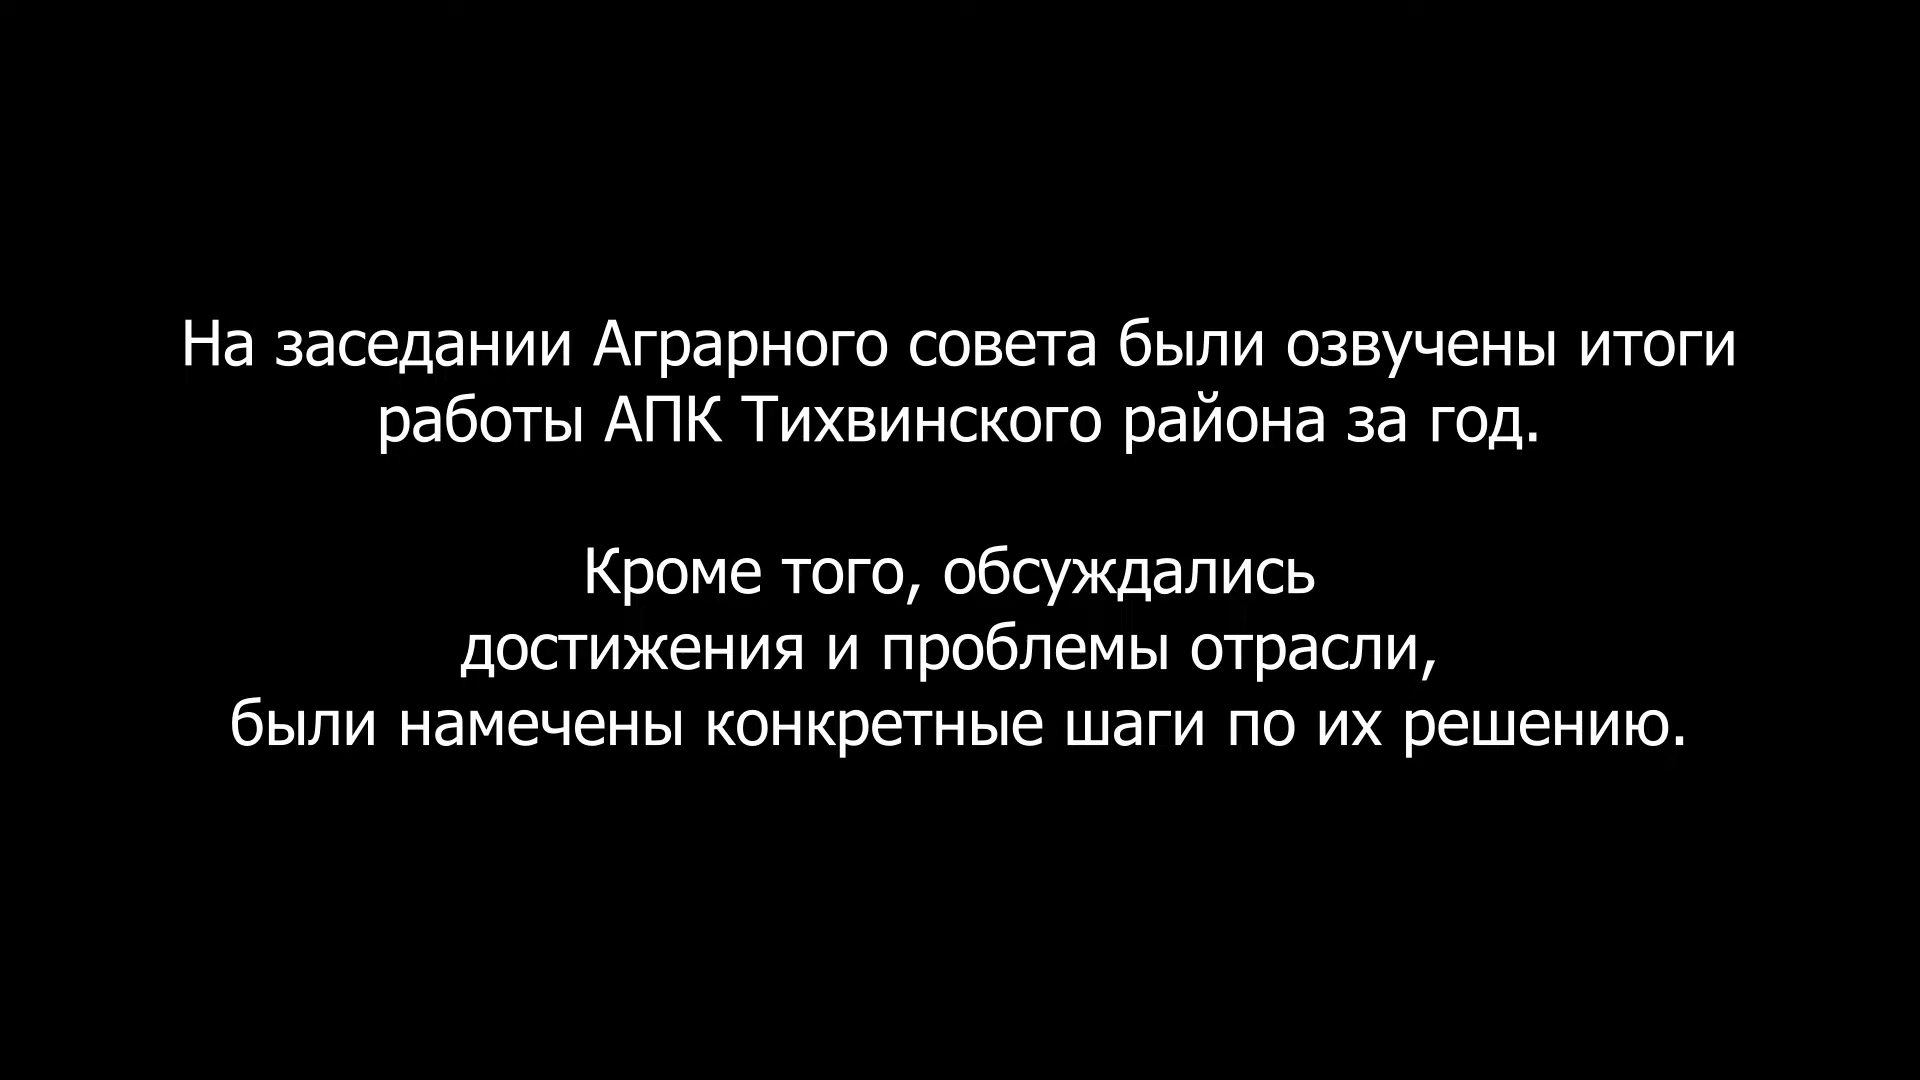 На заседании Аграрного совета были озвучены итоги
работы АПК Тихвинского района за год.
Кроме того, обсуждались
достижения и проблемы отрасли,
были намечены конкретные шаги по их решению.